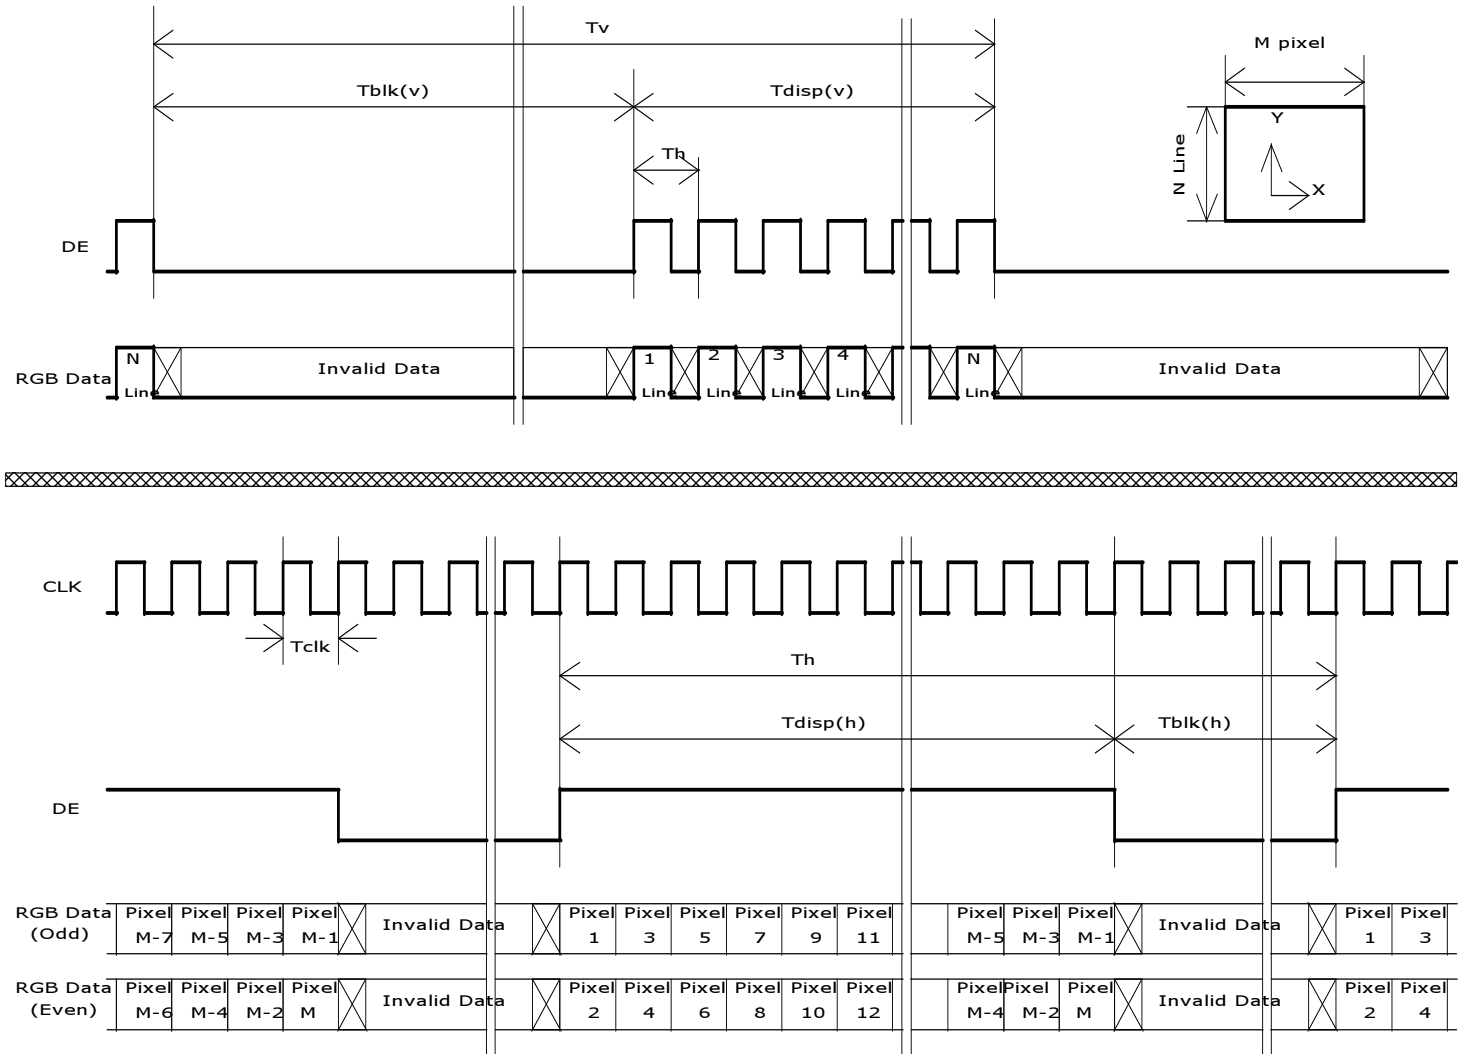 Tv
M pixel
Tblk(v) Tdisp(v)
Th
Y
N Line
X
DE
N Invalid Data 1 2 3 4 N Invalid Data
RGB Data
Line Line Line Line Line Line
CLK
Tclk
Th
Tdisp(h) Tblk(h)
DE
RGB Data Pixel Pixel Pixel Pixel Invalid Data Pixel Pixel Pixel Pixel Pixel Pixel Pixel Pixel Pixel Invalid Data Pixel Pixel
(Odd) M-7 M-5 M-3 M-1 1 3 5 7 9 11 M-5 M-3 M-1 1 3
RGB Data Pixel Pixel Pixel Pixel Invalid Data Pixel Pixel Pixel Pixel Pixel Pixel Pixel Pixel Pixel Invalid Data Pixel Pixel
(Even) M-6 M-4 M-2 M 2 4 6 8 10 12 M-4 M-2 M 2 4